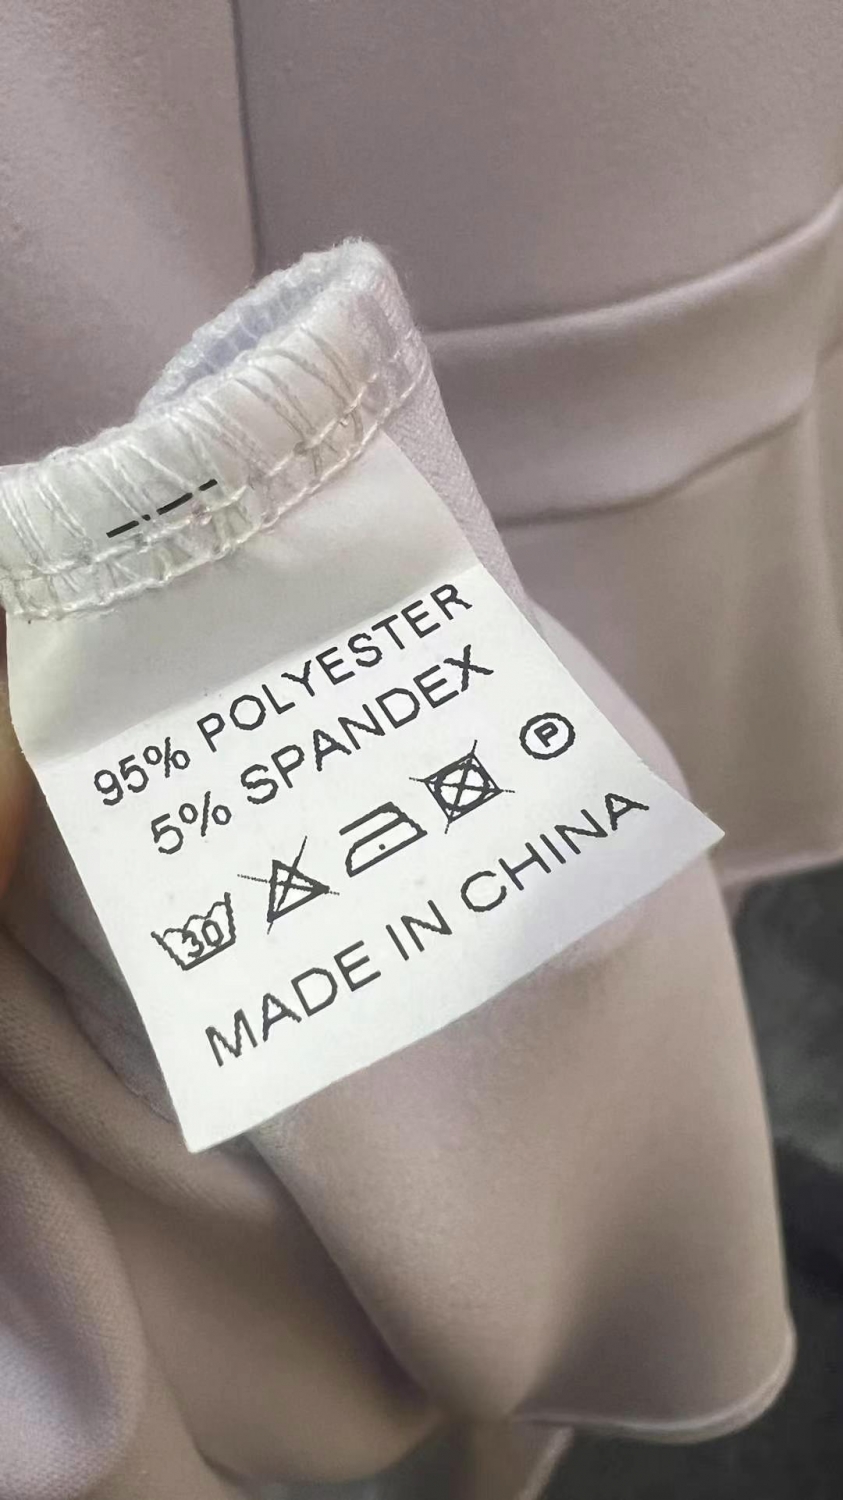 95% POLYESTER
5% SPANDEX
30 P
MADE IN CHINA